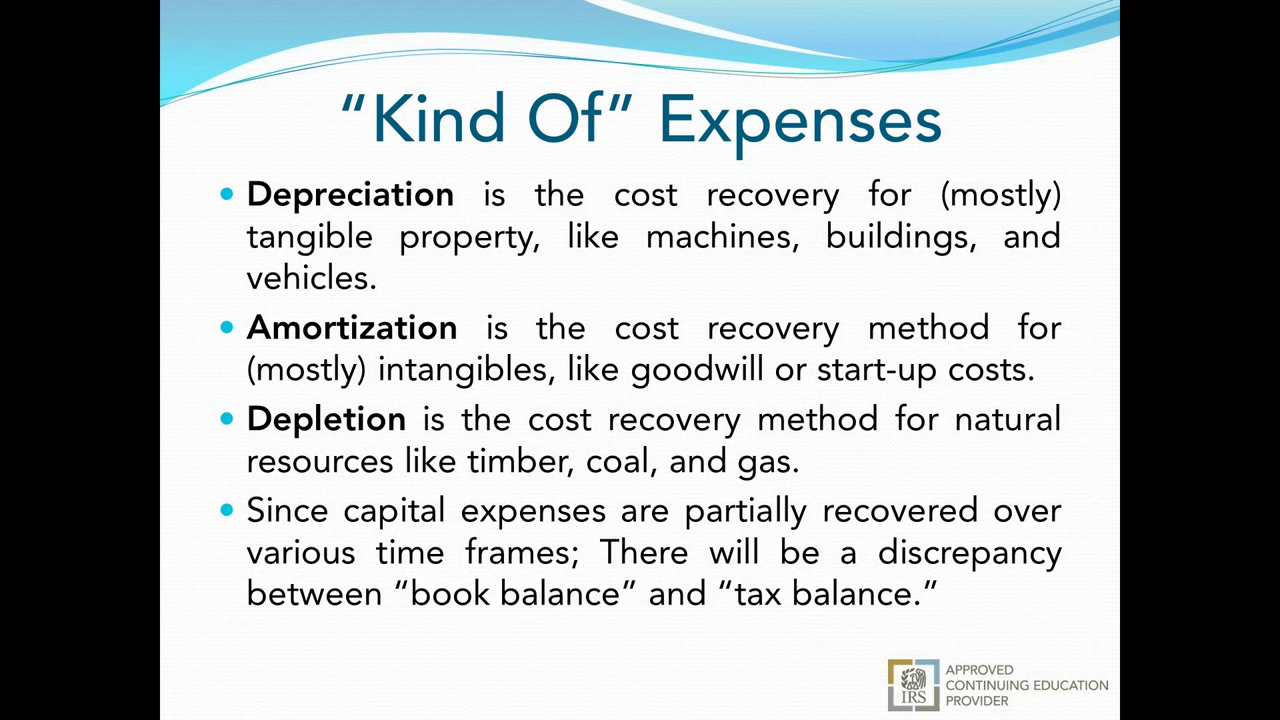 “Kind Of” Expenses
• Depreciation is the cost recovery for (mostly)
tangible property, like machines, buildings, and
vehicles.
• Amortization is the cost recovery method for
(mostly) intangibles, like goodwill or start-up costs.
• Depletion is the cost recovery method for natural
resources like timber, coal, and gas.
• Since capital expenses are partially recovered over
various time frames; There will be a discrepancy
between “book balance” and “tax balance.”
IRS
APPROVED
CONTINUING EDUCATION
PROVIDER